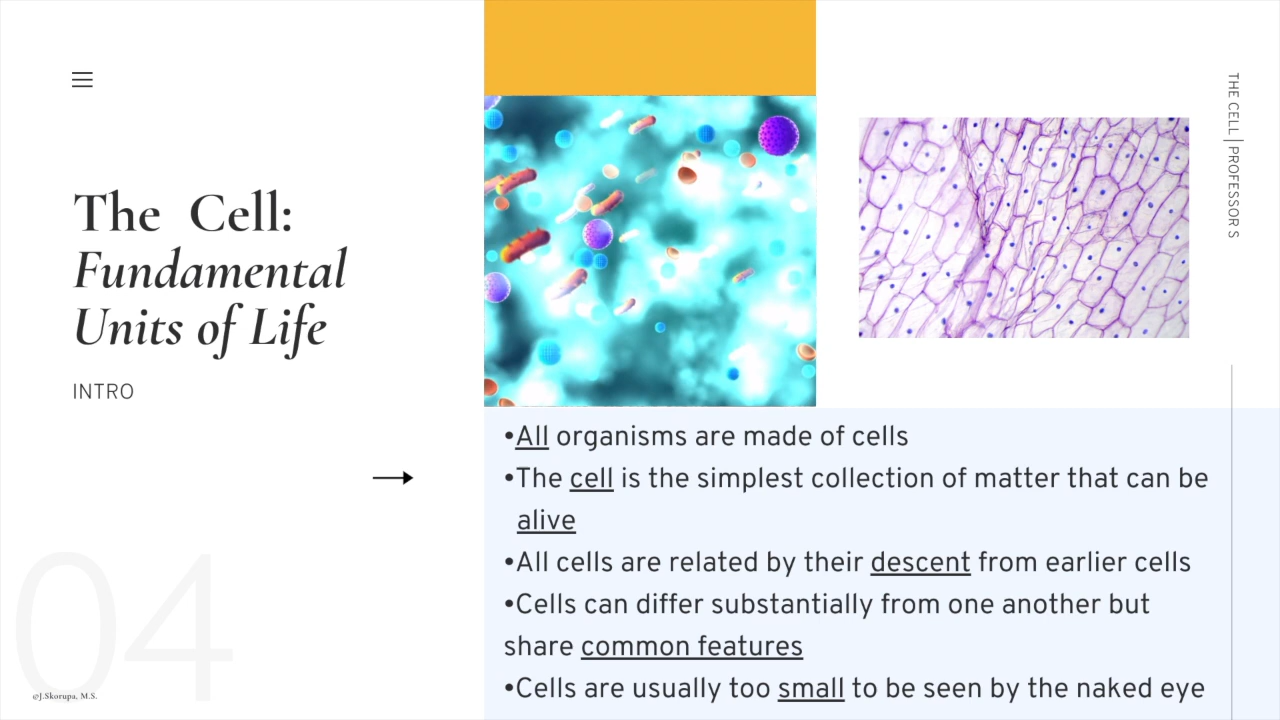 The Cell:
Fundamental
Units of Life
INTRO
04
©J.Skorupa, M.S.
THE CELL | PROFESSOR S
•All organisms are made of cells
•The cell is the simplest collection of matter that can be
alive
•All cells are related by their descent from earlier cells
•Cells can differ substantially from one another but
share common features
•Cells are usually too small to be seen by the naked eye